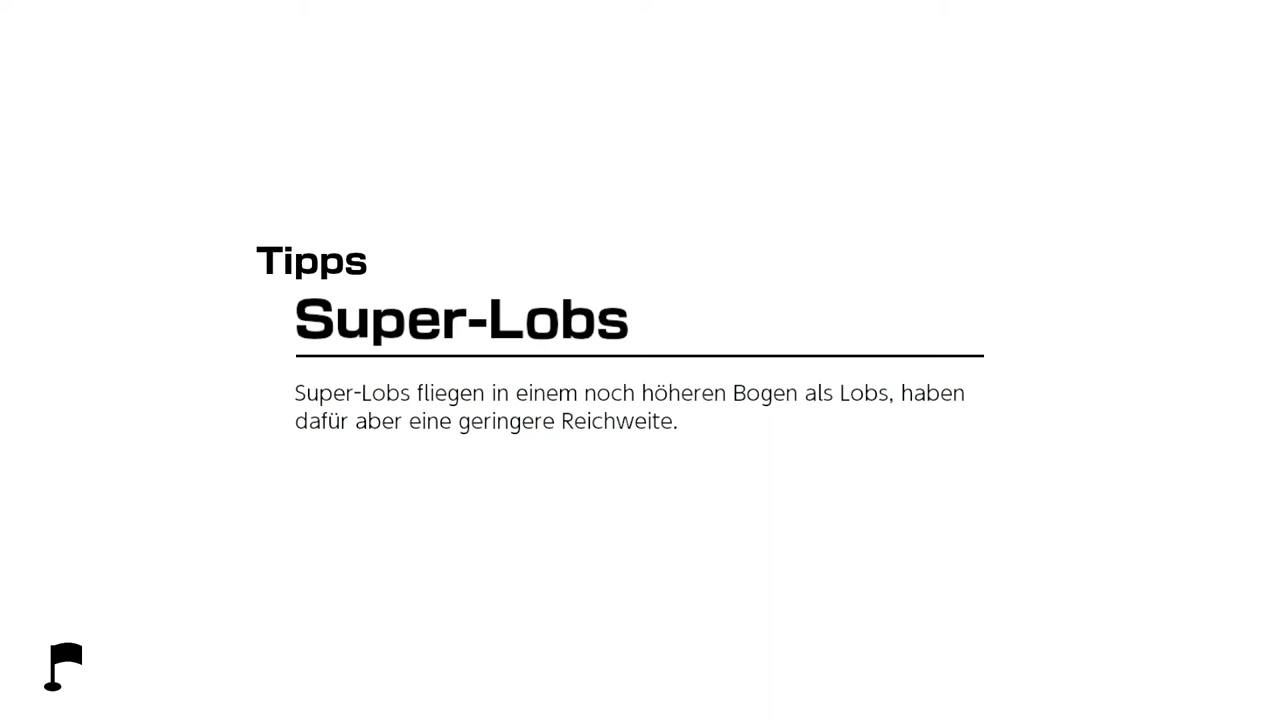 Tipps
Super-Lobs
Super-Lobs fliegen in einem noch höheren Bogen als Lobs, haben
dafür aber eine geringere Reichweite.